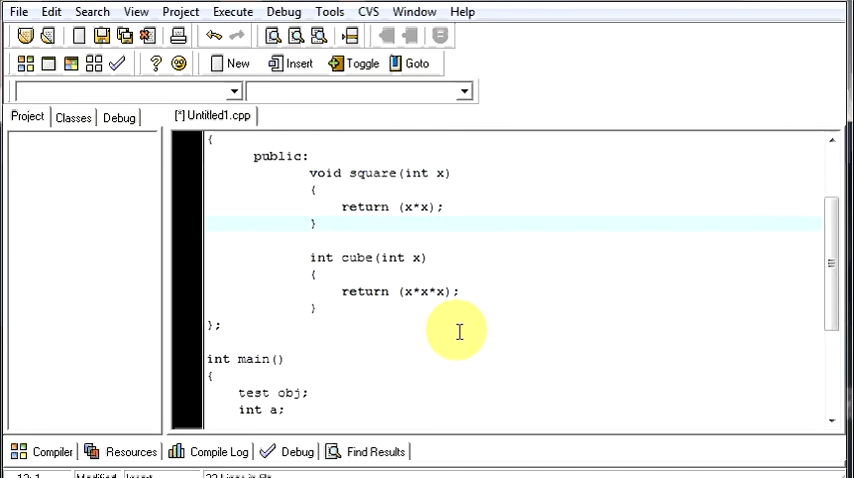 File Edit Search View Project Execute Debug Tools CVS Window Help
New Insert Toggle Goto
Project Classes Debug [*] Untitled1.cpp
{
public:
void square(int x)
{
return (x*x);
}
int cube(int x)
{
return (x*x*x);
}
};
int main()
{
test obj;
int a;
Compiler Resources Compile Log Debug Find Results